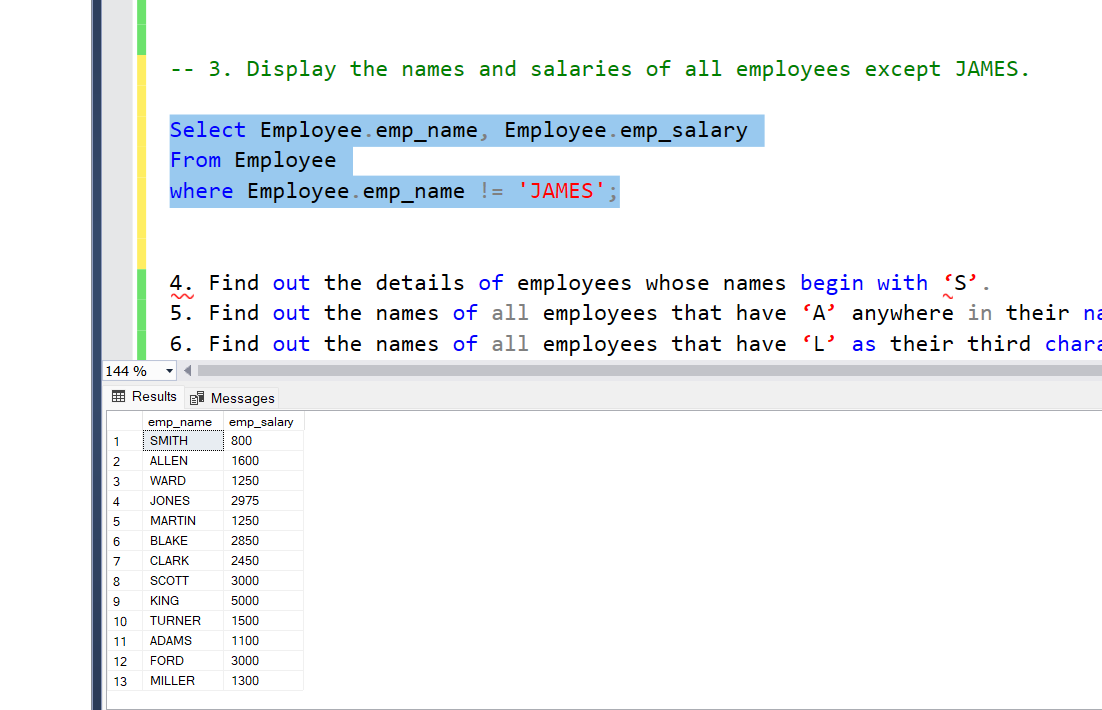 -- 3. Display the names and salaries of all employees except JAMES.
Select Employee.emp_name, Employee.emp_salary
From Employee
where Employee.emp_name != 'JAMES';
4. Find out the details of employees whose names begin with ‘S’.
5. Find out the names of all employees that have ‘A’ anywhere in their na
6. Find out the names of all employees that have ‘L’ as their third chara
144 %
Results Messages
emp_name emp_salary
1 SMITH 800
2 ALLEN 1600
3 WARD 1250
4 JONES 2975
5 MARTIN 1250
6 BLAKE 2850
7 CLARK 2450
8 SCOTT 3000
9 KING 5000
10 TURNER 1500
11 ADAMS 1100
12 FORD 3000
13 MILLER 1300